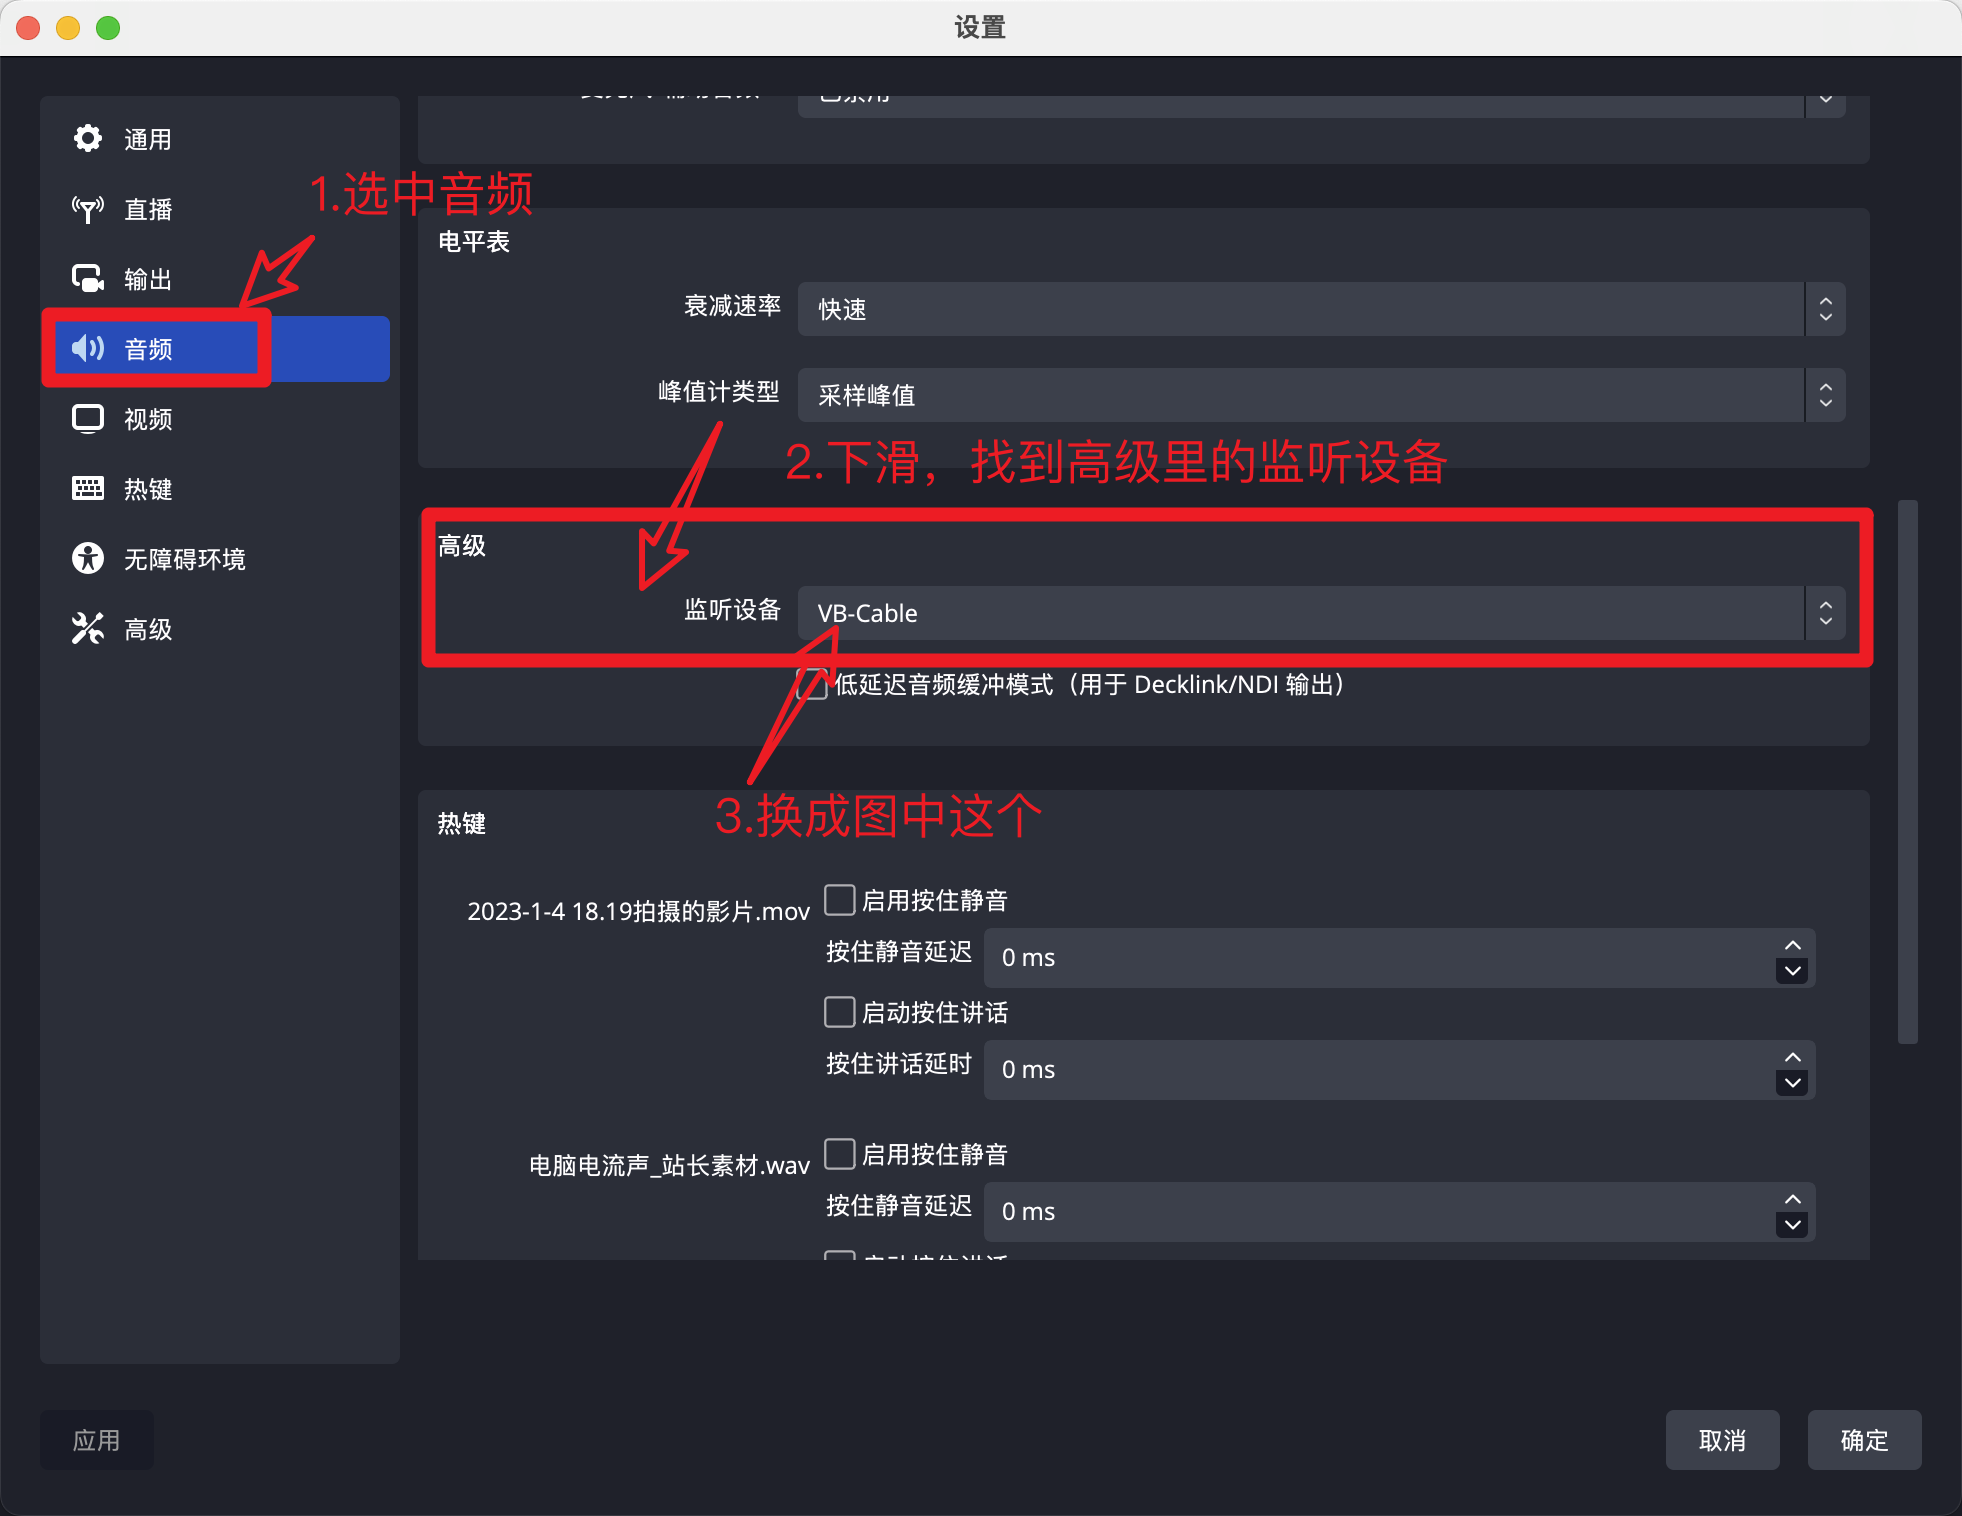 设置
通用
直播
输出
音频
视频
热键
无障碍环境
高级
1.选中音频
电平表
衰减速率 快速
峰值计类型 采样峰值
2.下滑，找到高级里的监听设备
高级
监听设备 VB-Cable
低延迟音频缓冲模式（用于 Decklink/NDI 输出）
3.换成图中这个
热键
2023-1-4 18.19拍摄的影片.mov 启用按住静音
按住静音延迟 0 ms
启动按住讲话
按住讲话延时 0 ms
电脑电流声_站长素材.wav 启用按住静音
按住静音延迟 0 ms
应用
取消
确定